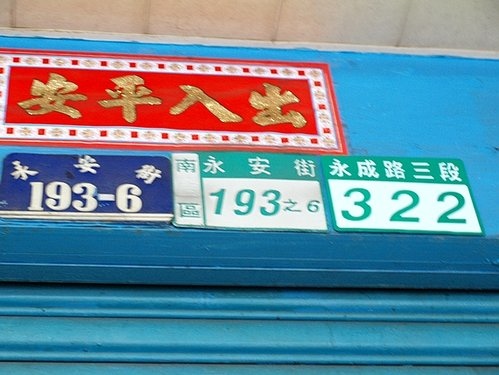 安平入出
永安街
193-6
南區
永安街
193之6
永成路三段
322